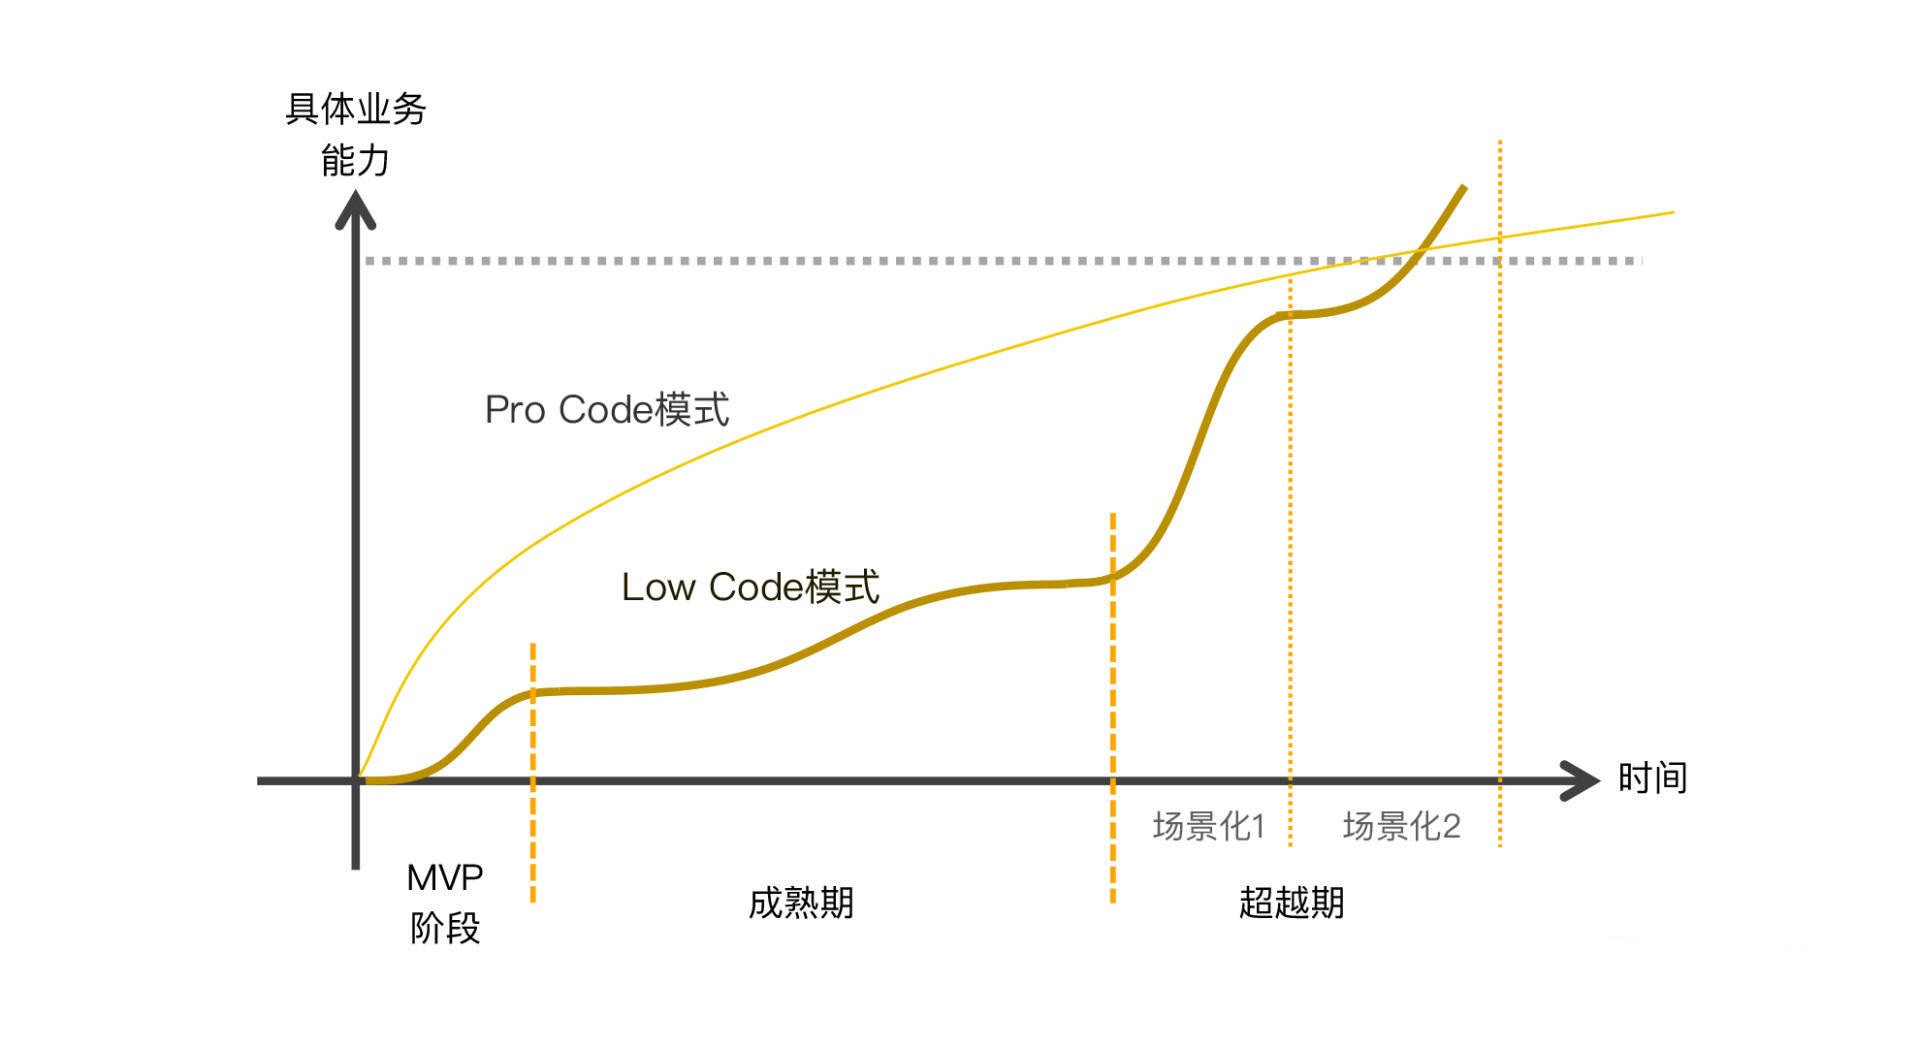 具体业务
能力
Pro Code模式
Low Code模式
时间
场景化1
场景化2
MVP
阶段
成熟期
超越期